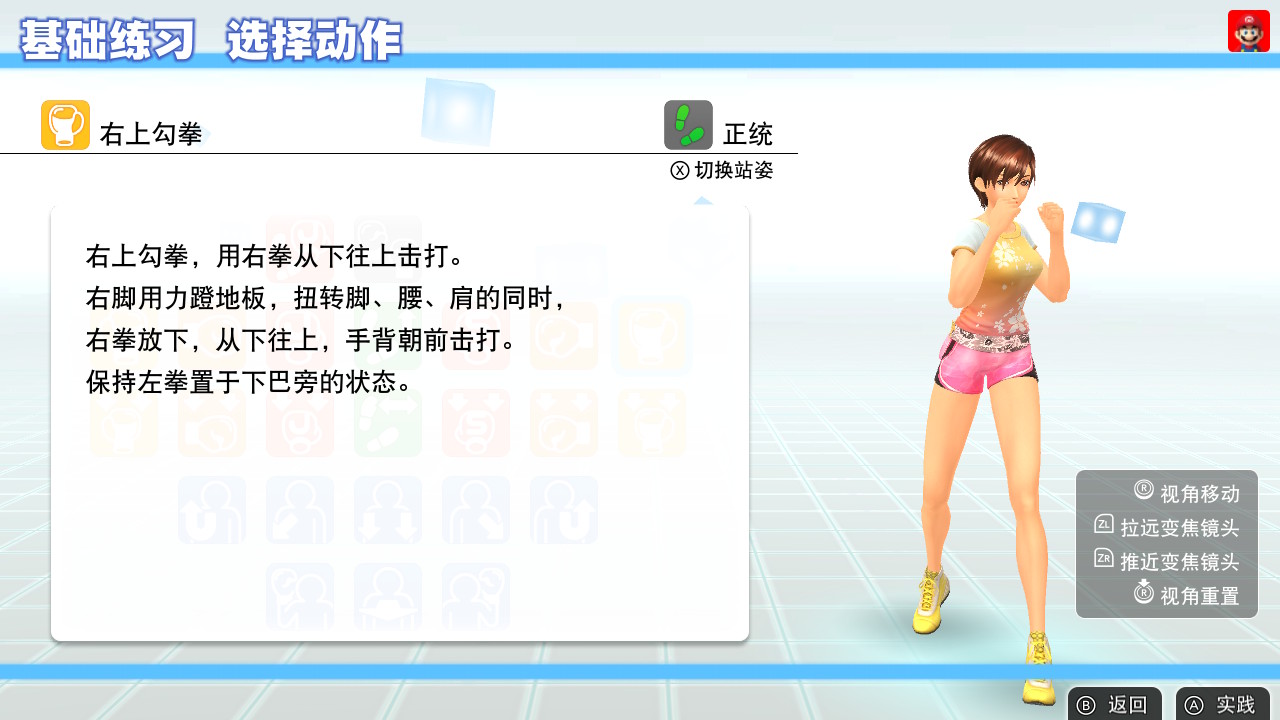 基础练习 选择动作
右上勾拳
正统
Ⓧ切换站姿
右上勾拳，用右拳从下往上击打。
右脚用力蹬地板，扭转脚、腰、肩的同时，
右拳放下，从下往上，手背朝前击打。
保持左拳置于下巴旁的状态。
Ⓡ 视角移动
ZL 拉远变焦镜头
ZR 推近变焦镜头
Ⓡ 视角重置
Ⓑ 返回
Ⓐ 实践